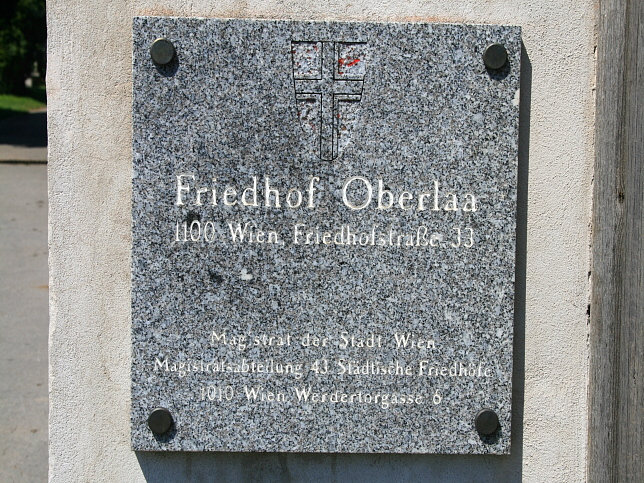 Friedhof Oberlaa
1100 Wien, Friedhofstraße 33
Magistrat der Stadt Wien
Magistratsabteilung 43 Städtische Friedhöfe
1010 Wien, Werdertorgasse 6